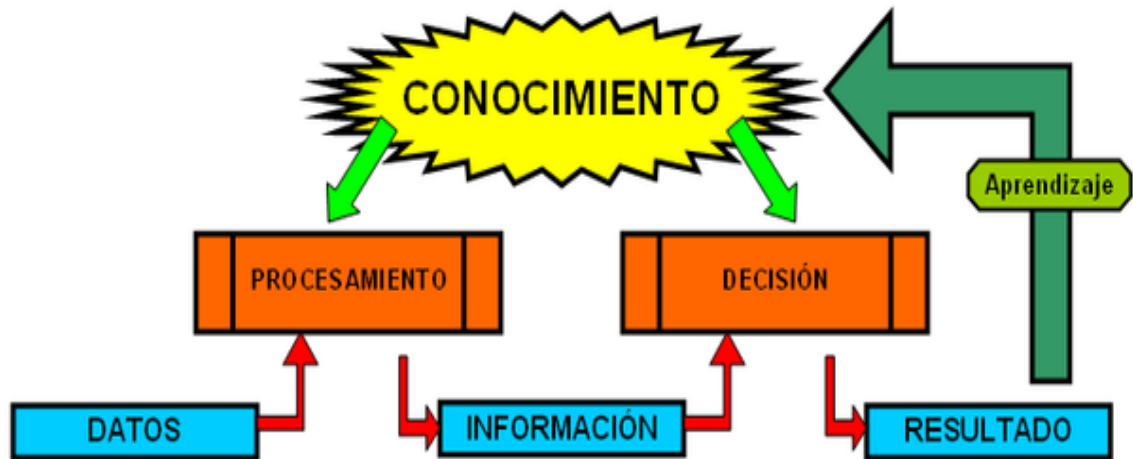 CONOCIMIENTO
Aprendizaje
PROCESAMIENTO
DECISIÓN
DATOS
INFORMACIÓN
RESULTADO